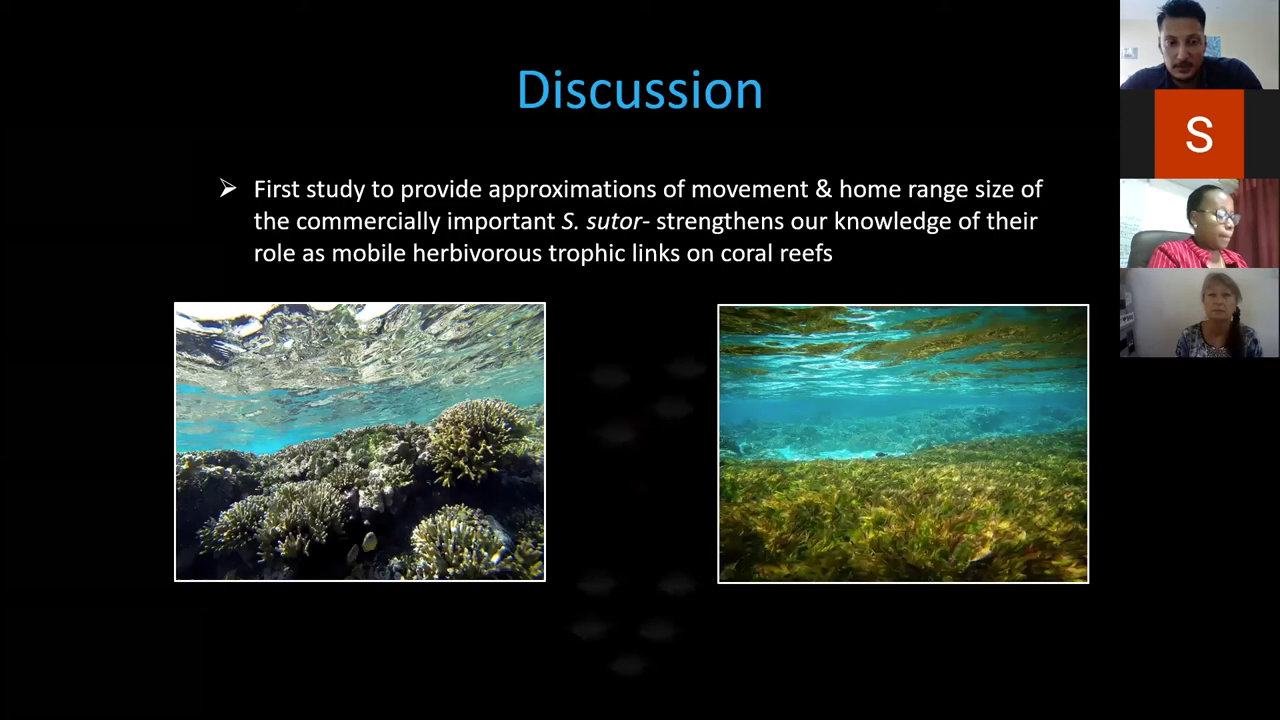 Discussion
➢ First study to provide approximations of movement & home range size of
the commercially important S. sutor- strengthens our knowledge of their
role as mobile herbivorous trophic links on coral reefs
S